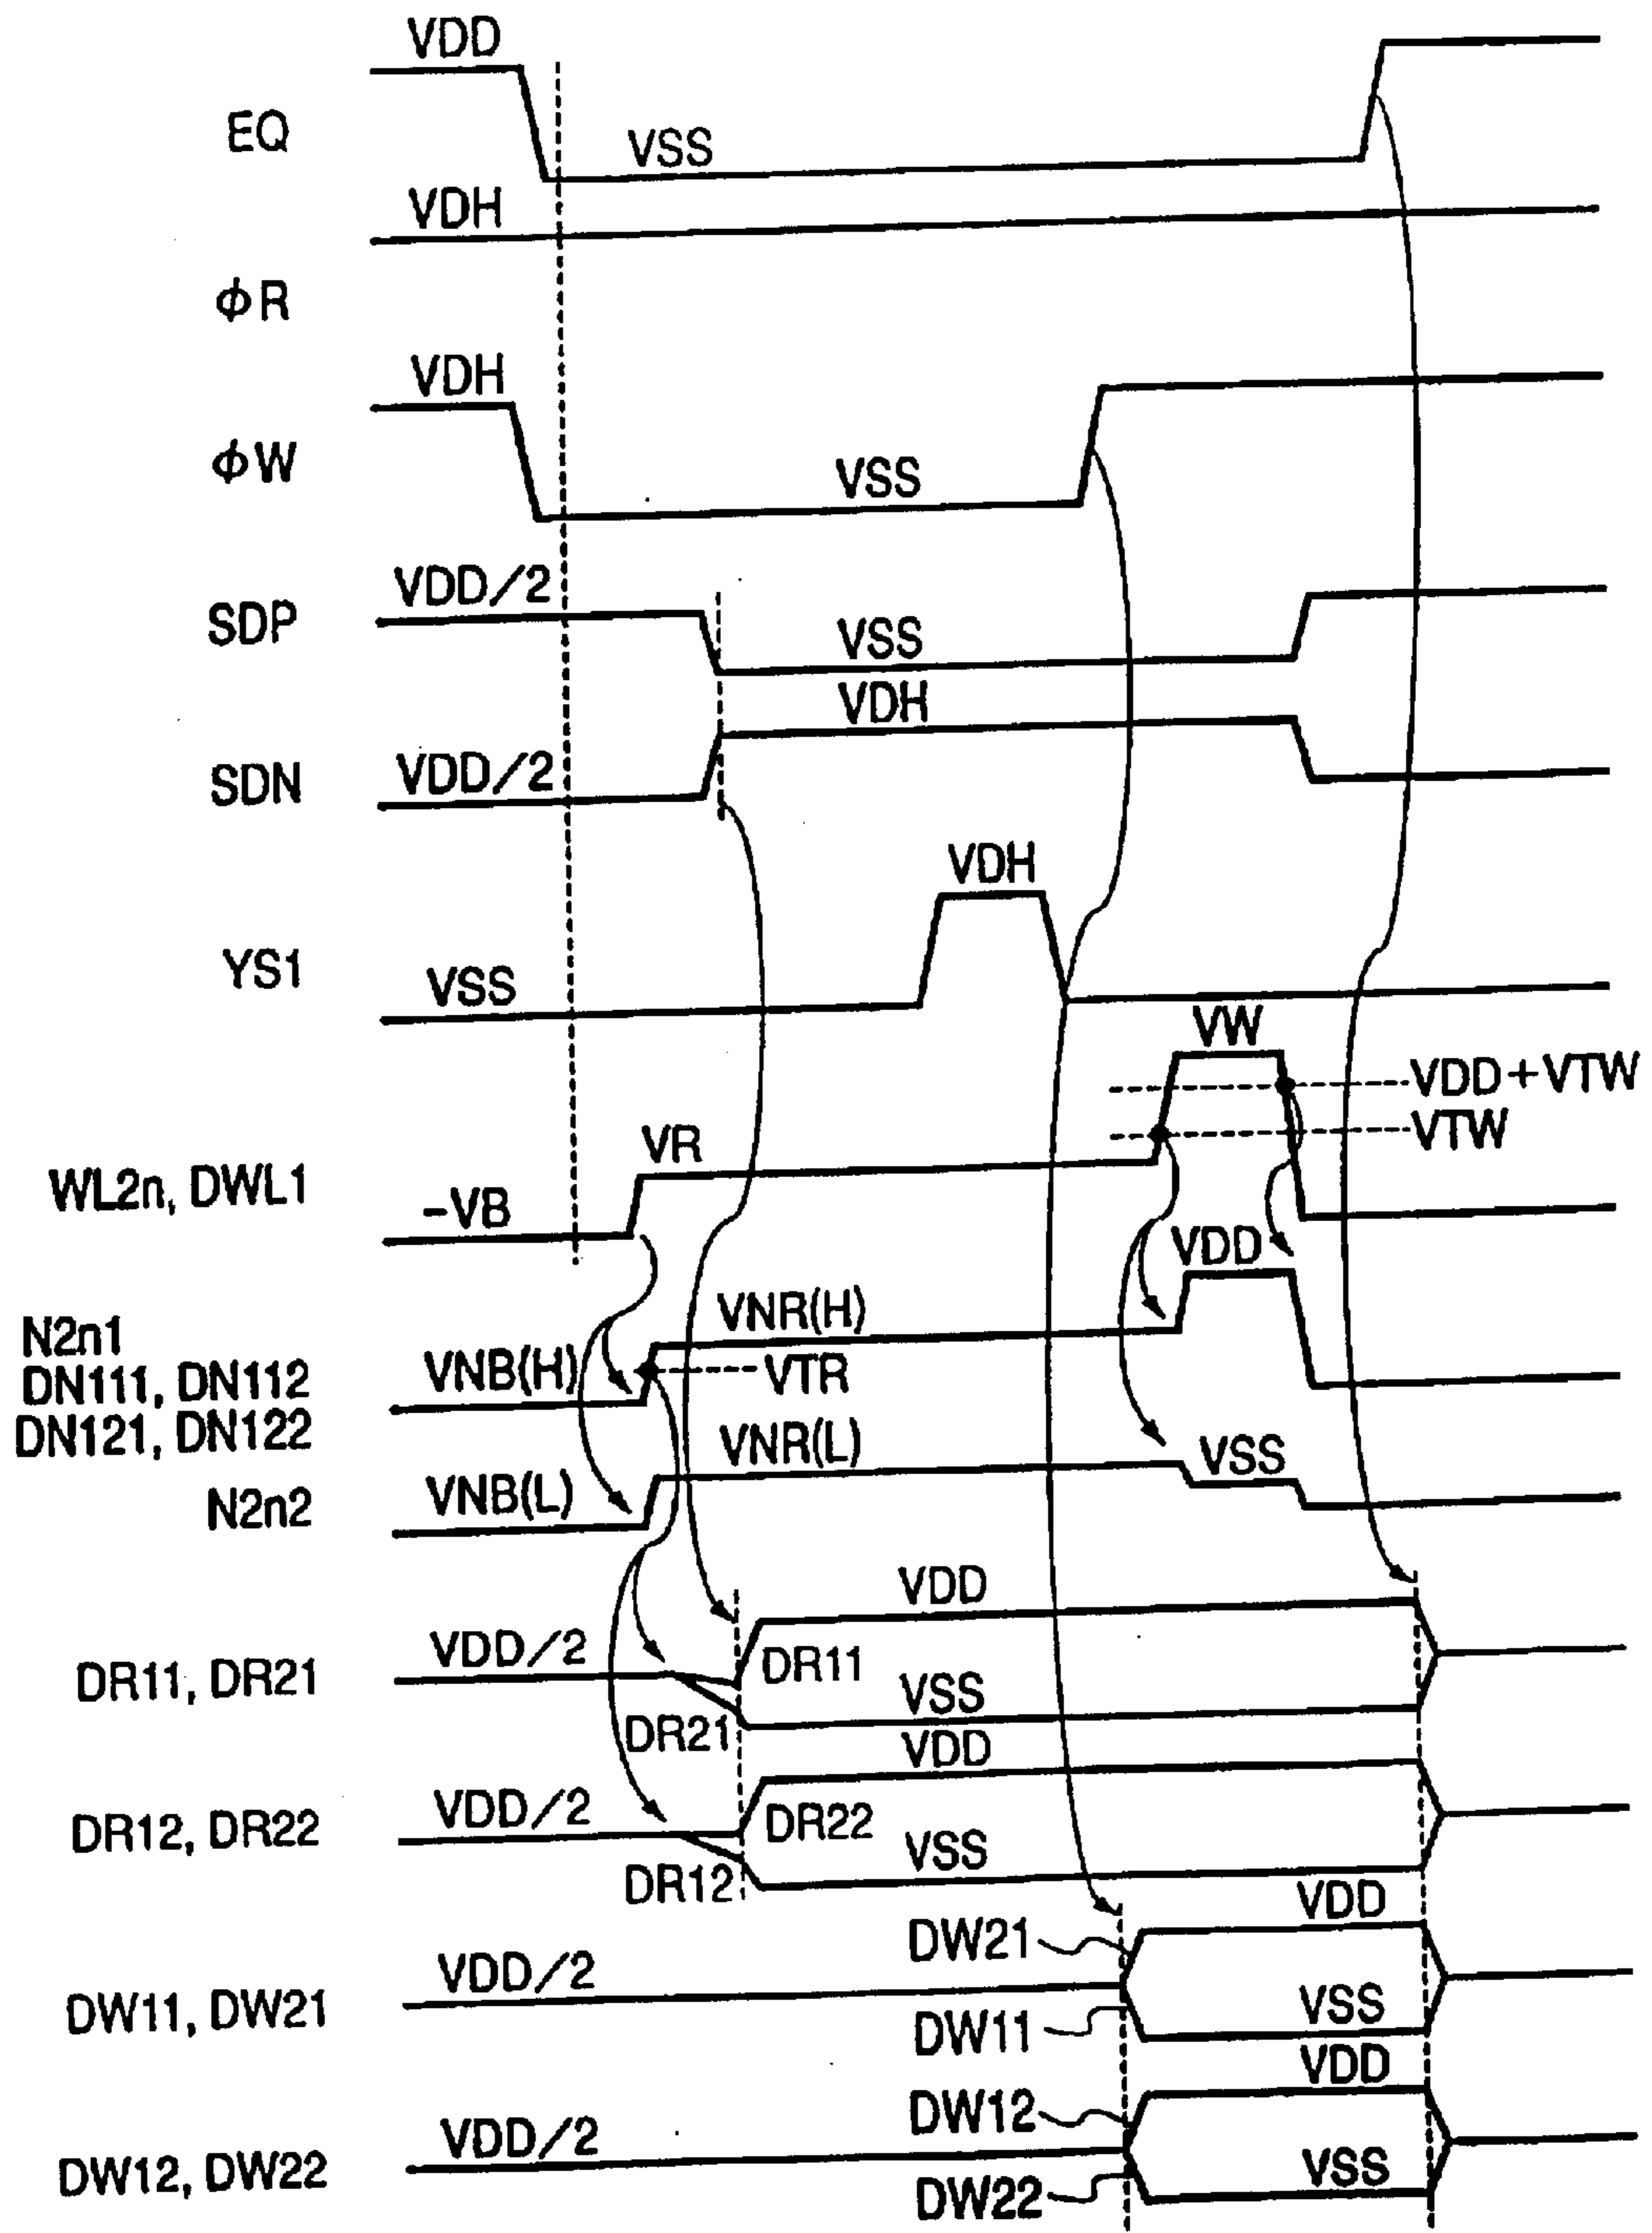 VDD
EQ
VSS
VDH
ΦR
VDH
ΦW
VSS
VDD/2
SDP
VSS
VDH
SDN
VDD/2
VDH
YS1
VSS
VW
VDD+VTW
VTW
VR
WL2n, DWL1
-VB
VDD
VNR(H)
N2n1
DN111, DN112
DN121, DN122
VNB(H)
VTR
VNR(L)
VSS
N2n2
VNB(L)
VDD
VDD/2
DR11
DR11, DR21
VSS
DR21
VDD
VDD/2
DR22
DR12, DR22
VSS
DR12
VDD
DW21
VDD/2
DW11, DW21
VSS
DW11
VDD
DW12
VDD/2
DW12, DW22
VSS
DW22